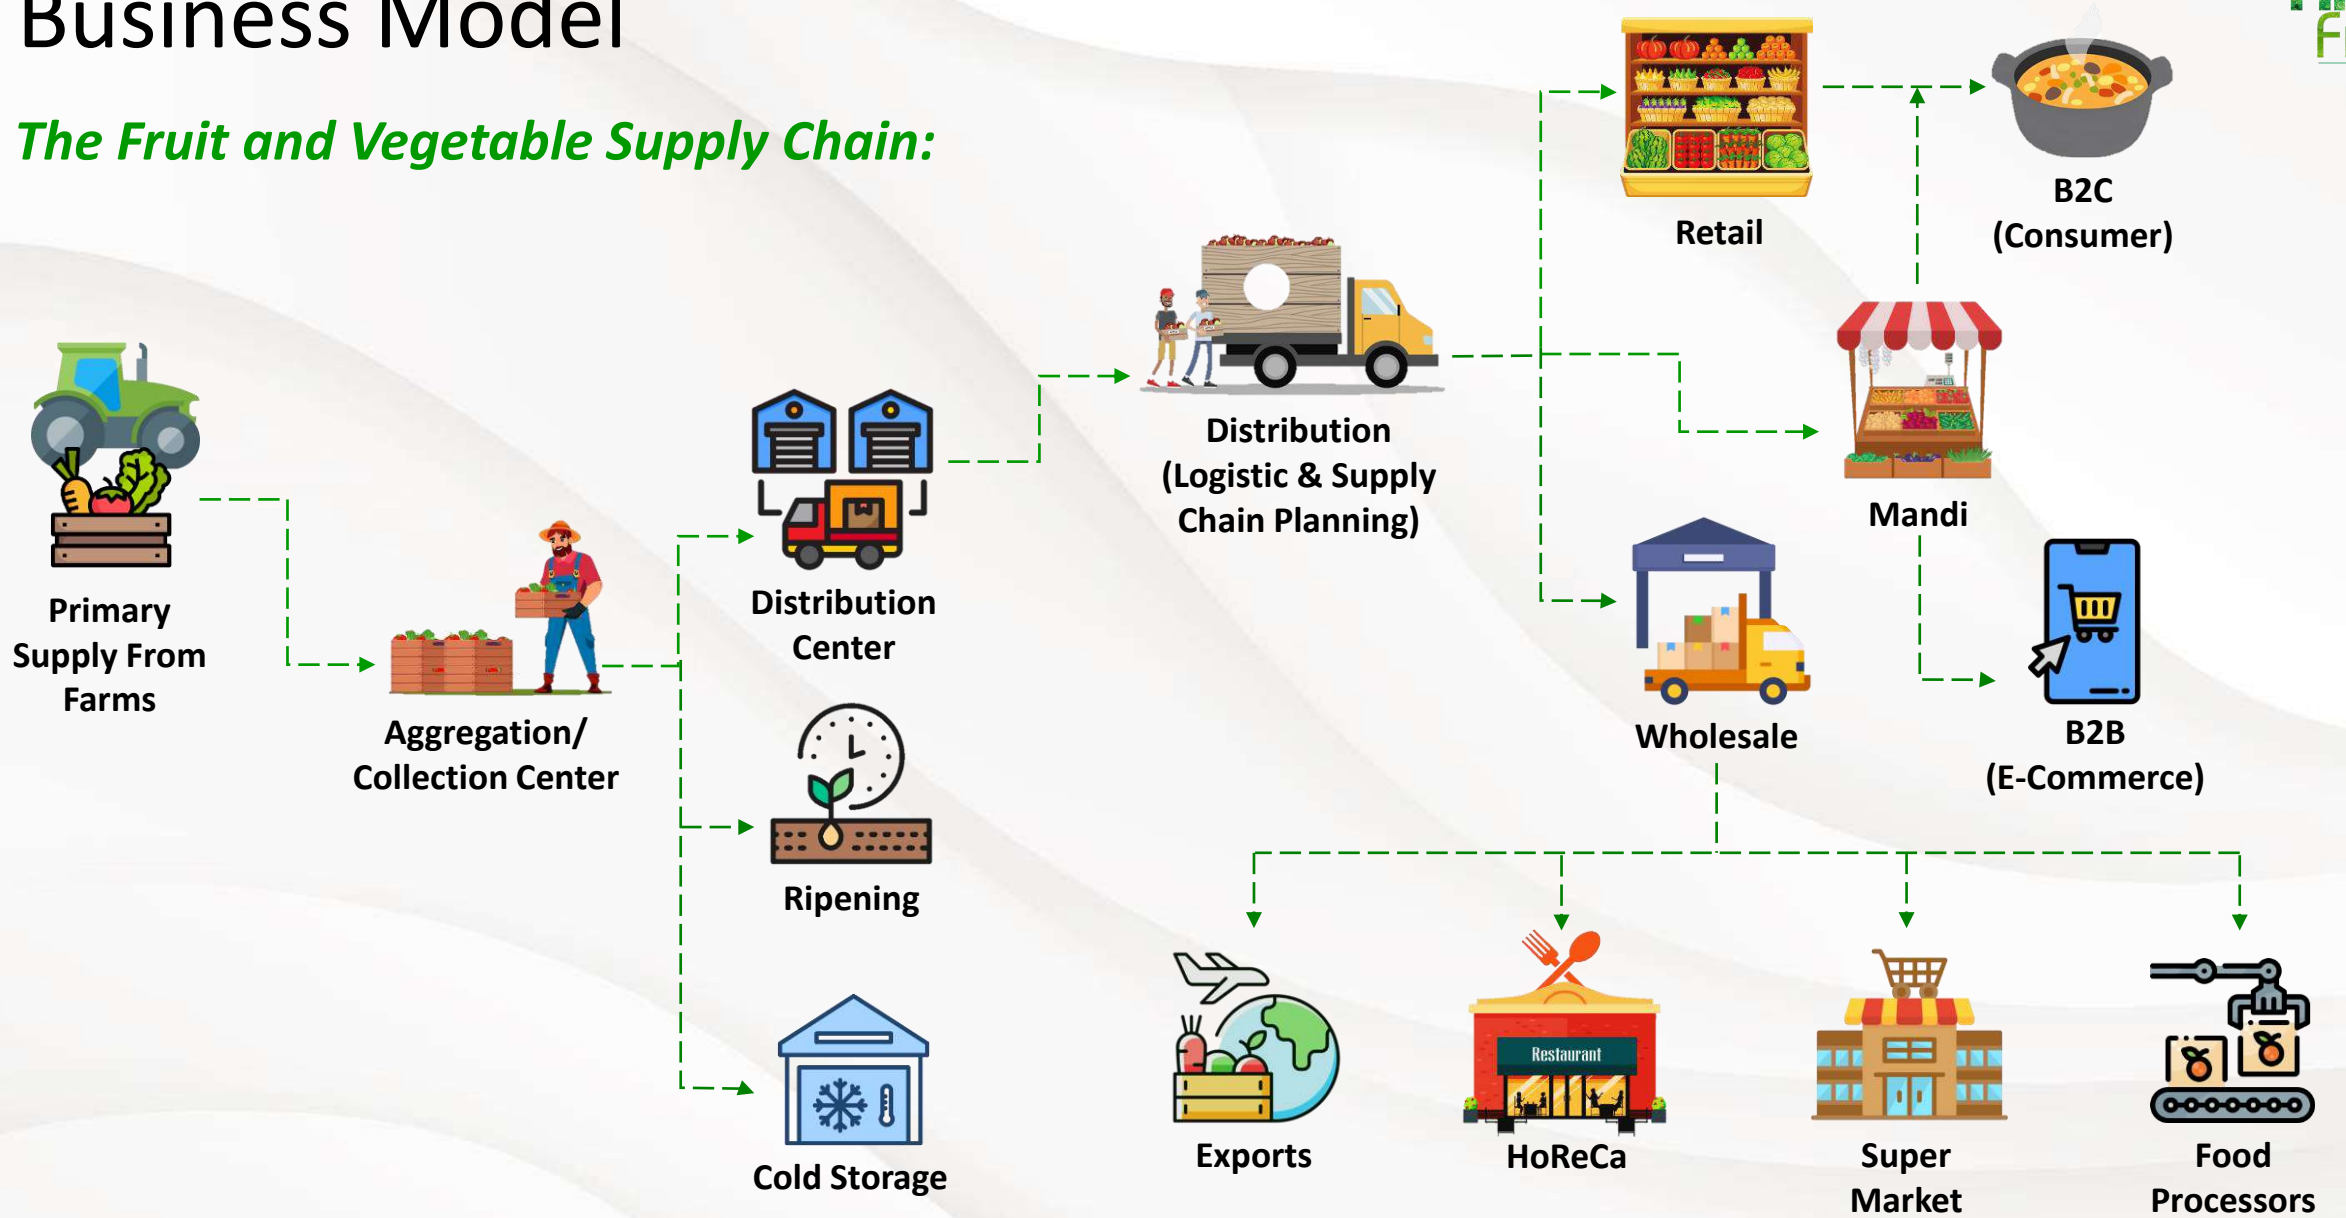 Business Model
The Fruit and Vegetable Supply Chain:
Primary
Supply From
Farms
Aggregation/
Collection Center
Distribution
Center
Ripening
Cold Storage
Distribution
(Logistic & Supply
Chain Planning)
Retail
B2C
(Consumer)
Mandi
Wholesale
B2B
(E-Commerce)
Exports
Restaurant
HoReCa
Super
Market
Food
Processors